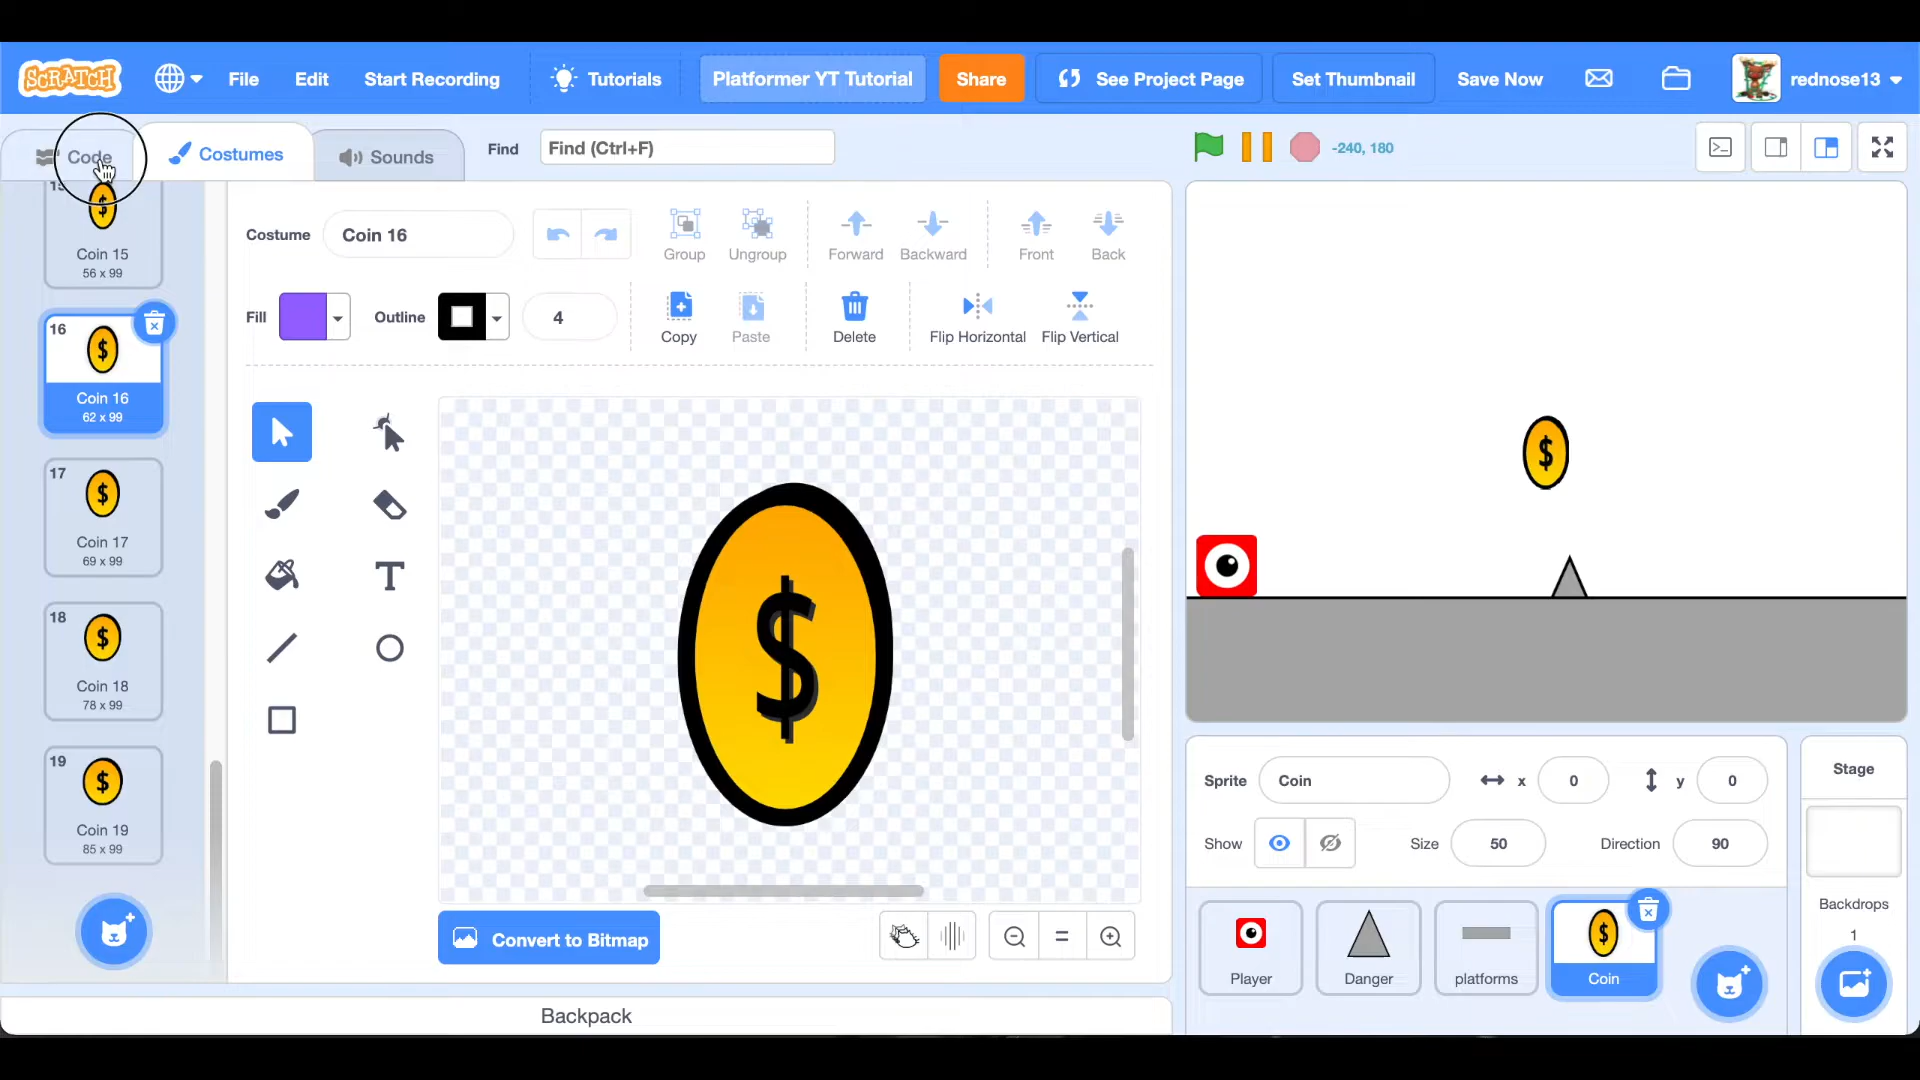 SCRATCH File Edit Start Recording Tutorials Platformer YT Tutorial Share See Project Page Set Thumbnail Save Now rednose13
Code Costumes Sounds Find Find (Ctrl+F) -240, 180
15
$
Coin 15
56 x 99
16
$
Coin 16
62 x 99
17
$
Coin 17
69 x 99
18
$
Coin 18
78 x 99
19
$
Coin 19
85 x 99
Costume Coin 16 Group Ungroup Forward Backward Front Back
Fill Outline 4 Copy Paste Delete Flip Horizontal Flip Vertical
T
$
Convert to Bitmap
Backpack
$
Sprite Coin x 0 y 0
Show Size 50 Direction 90
Player Danger platforms Coin
$
Stage
Backdrops
1